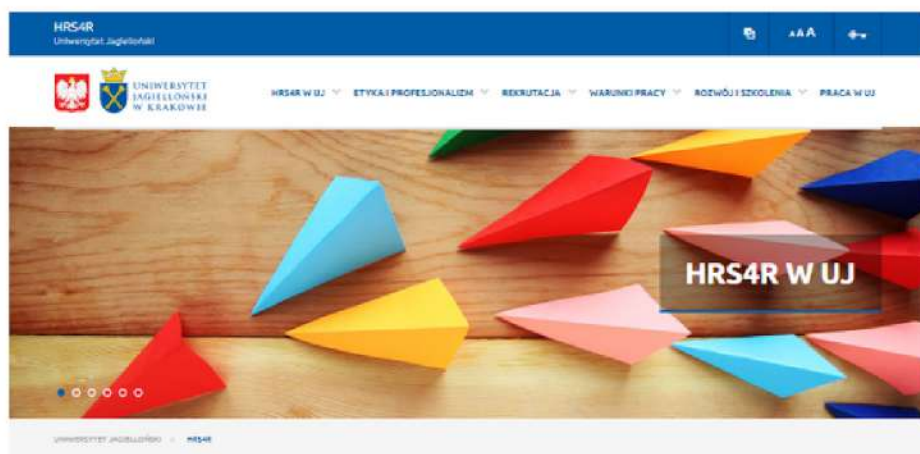 HRS4R
Uniwersytet Jagielloński
A A A
UNIWERSYTET
JAGIELLOŃSKI
W KRAKOWIE
HRS4R W UJ
ETYKA I PROFESJONALIZM
REKRUTACJA
WARUNKI PRACY
ROZWÓJ I SZKOLENIA
PRACA W UJ
HRS4R W UJ
UNIWERSYTET JAGIELLOŃSKI
HRS4R